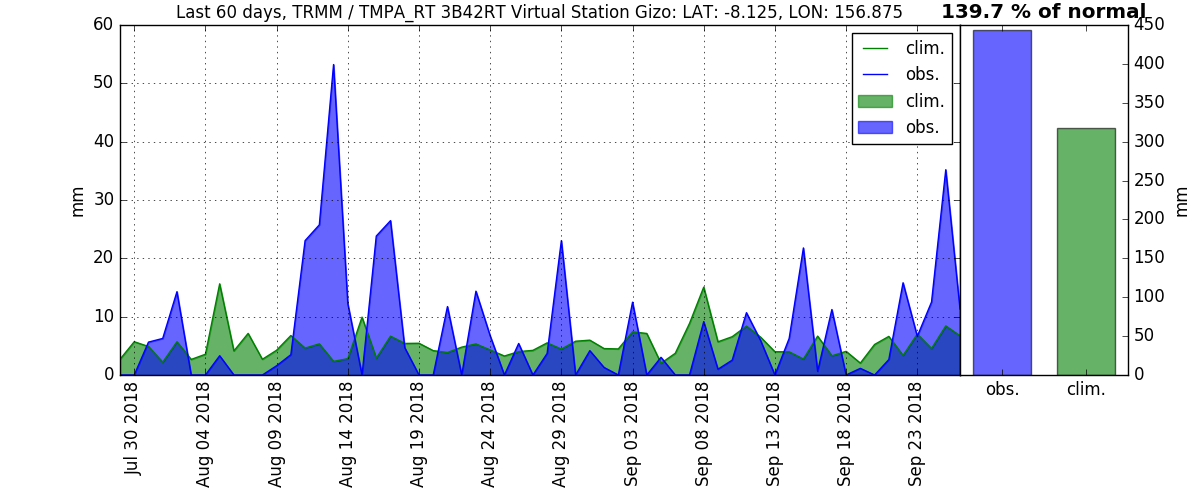 Last 60 days, TRMM / TMPA_RT 3B42RT Virtual Station Gizo: LAT: -8.125, LON: 156.875
139.7 % of normal
60
50
40
30
20
10
0
mm
clim.
obs.
clim.
obs.
Jul 30 2018
Aug 04 2018
Aug 09 2018
Aug 14 2018
Aug 19 2018
Aug 24 2018
Aug 29 2018
Sep 03 2018
Sep 08 2018
Sep 13 2018
Sep 18 2018
Sep 23 2018
450
400
350
300
250
200
150
100
50
0
mm
obs.
clim.